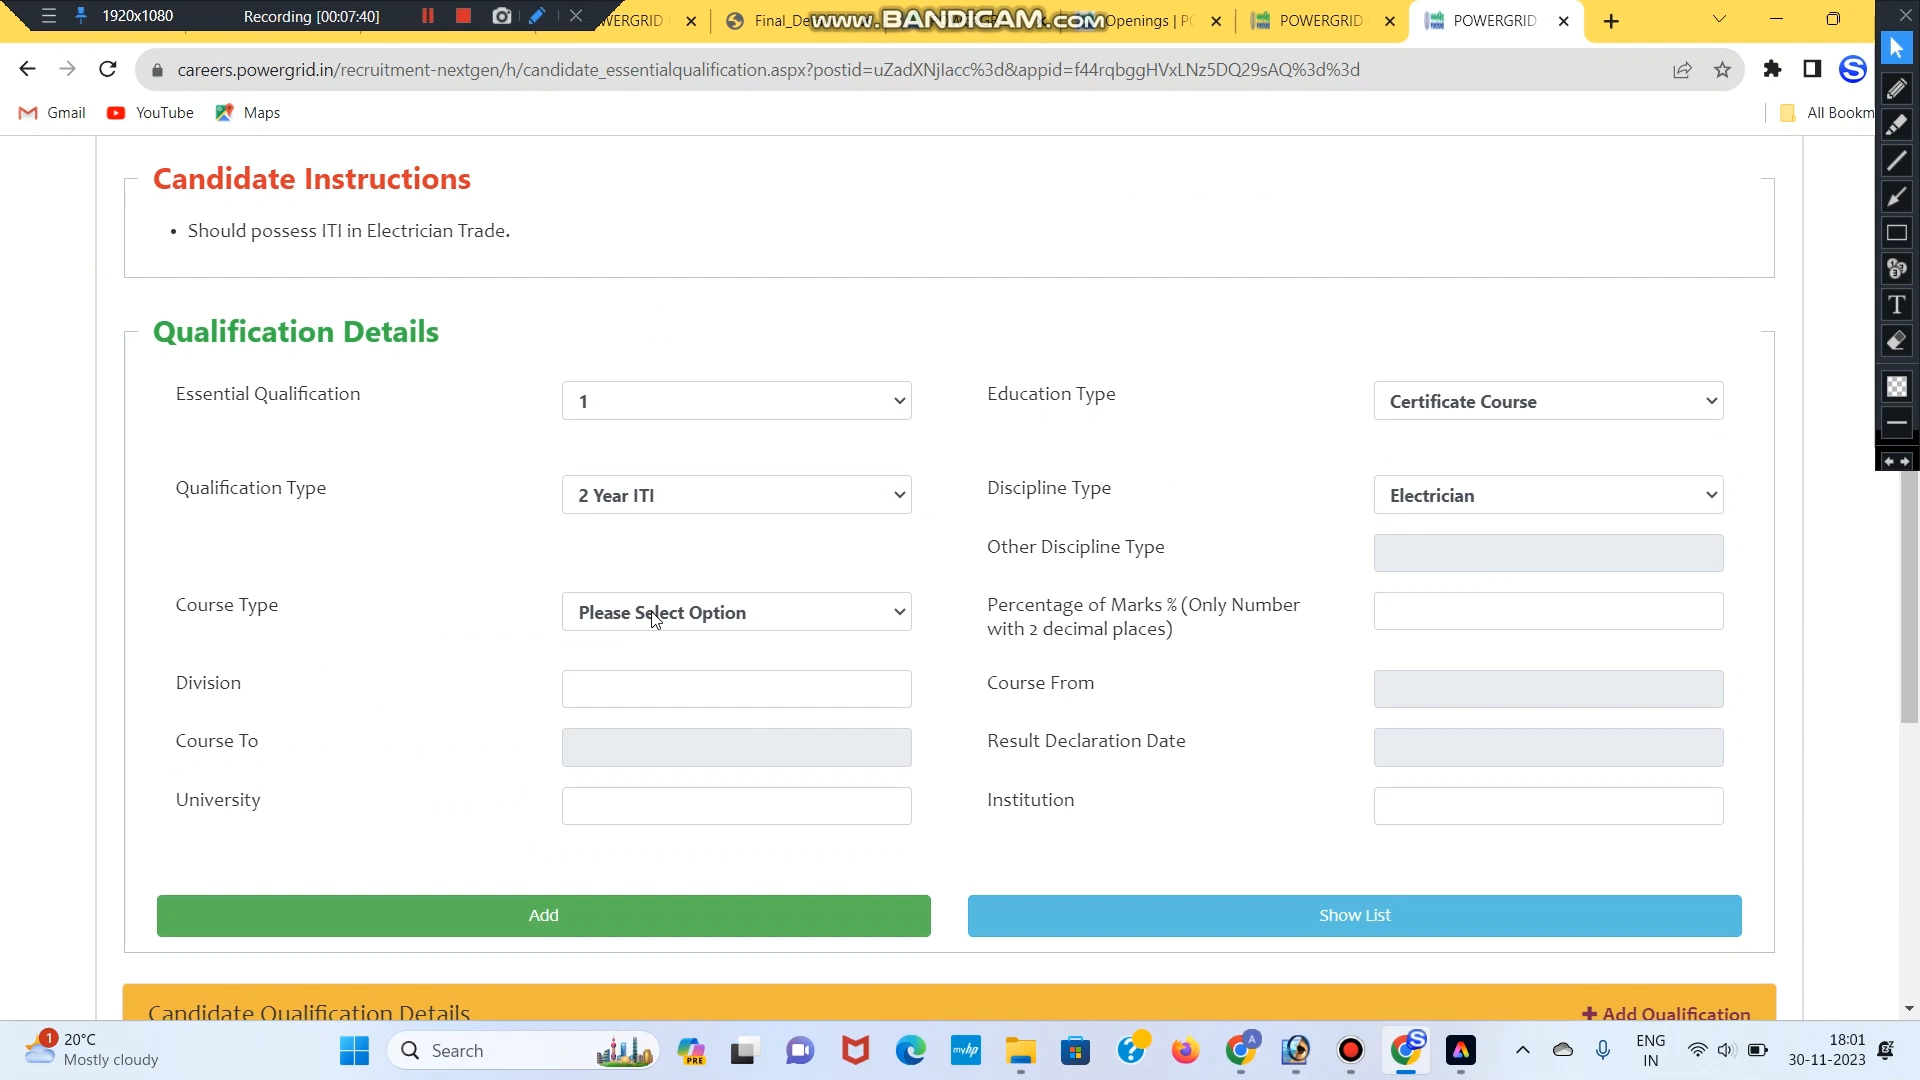 1920x1080
Recording [00:07:40]
WERGRID
Final_De
www.BANDICAM.com
Openings | PO
POWERGRID
POWERGRID
careers.powergrid.in/recruitment-nextgen/h/candidate_essentialqualification.aspx?postid=uZadXNjIacc%3d&appid=f44rqbggHVxLNz5DQ29sAQ%3d%3d
S
Gmail
YouTube
Maps
All Bookm
Candidate Instructions
• Should possess ITI in Electrician Trade.
Qualification Details
Essential Qualification
1
Education Type
Certificate Course
Qualification Type
2 Year ITI
Discipline Type
Electrician
Other Discipline Type
Course Type
Please Select Option
Percentage of Marks % (Only Number
with 2 decimal places)
Division
Course From
Course To
Result Declaration Date
University
Institution
Add
Show List
Candidate Qualification Details
+ Add Qualification
1
20°C
Mostly cloudy
Search
PRE
myhp
A
S
ENG
IN
18:01
30-11-2023